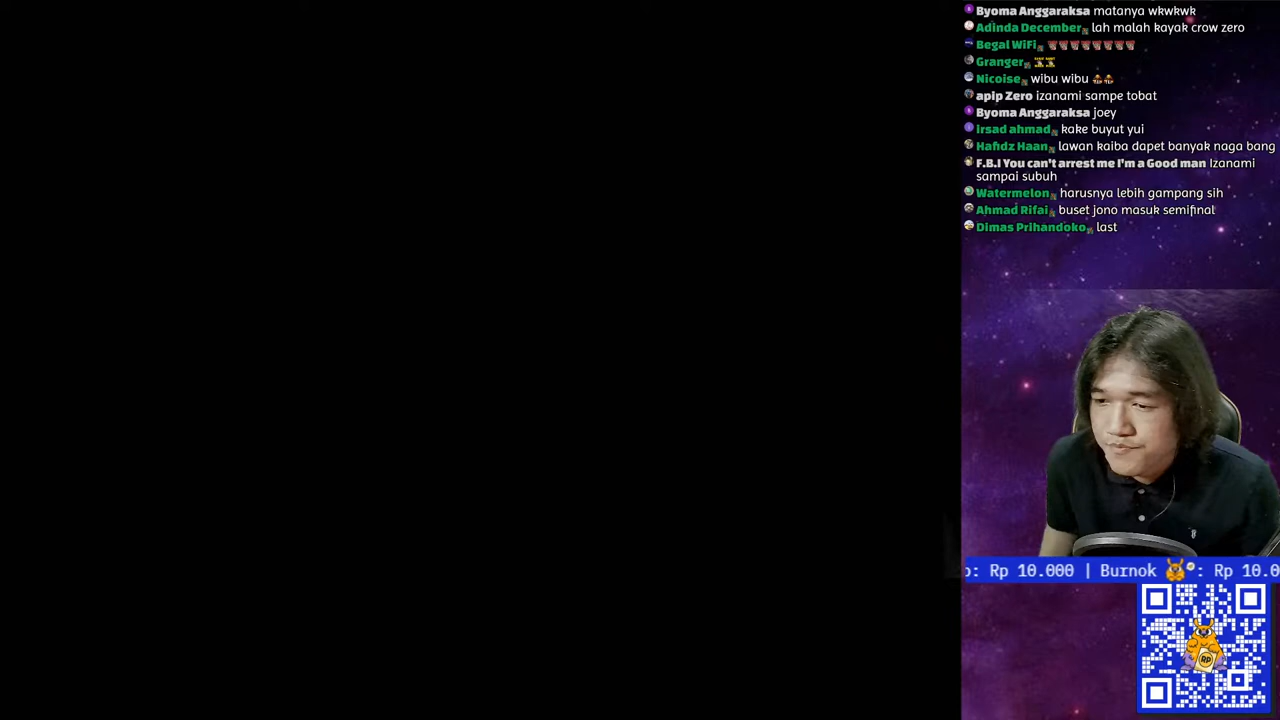 Byoma Anggaraksa matanya wkwkwk
Adinda December lah malah kayak crow zero
Begal WiFi
Granger
Nicoise wibu wibu
apip Zero izanami sampe tobat
Byoma Anggaraksa joey
Irsad ahmad kake buyut yui
Hafidz Haan lawan kaiba dapet banyak naga bang
F.B.I You can't arrest me I'm a Good man Izanami
sampai subuh
Watermelon harusnya lebih gampang sih
Ahmad Rifai buset jono masuk semifinal
Dimas Prihandoko last
: Rp 10.000 | Burnok : Rp 10.0
RP